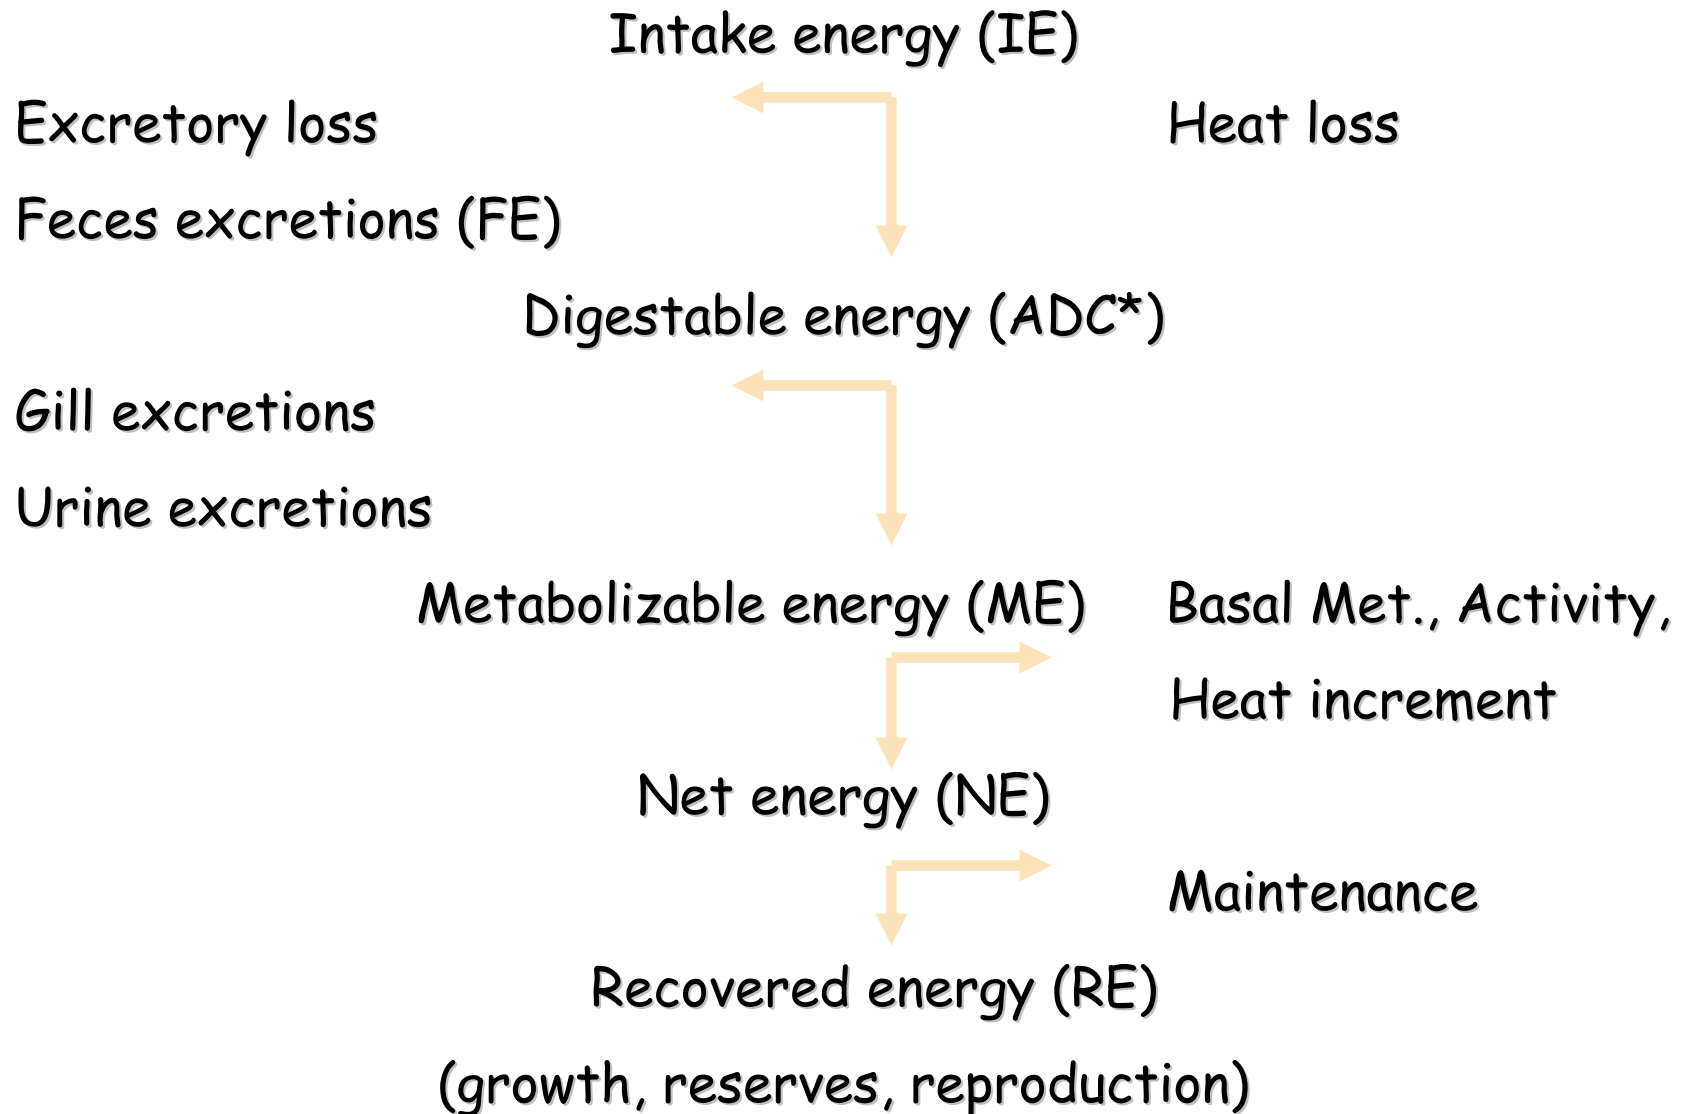 Intake energy (IE)
Excretory loss
Heat loss
Feces excretions (FE)
Digestable energy (ADC*)
Gill excretions
Urine excretions
Metabolizable energy (ME)
Basal Met., Activity,
Heat increment
Net energy (NE)
Maintenance
Recovered energy (RE)
(growth, reserves, reproduction)